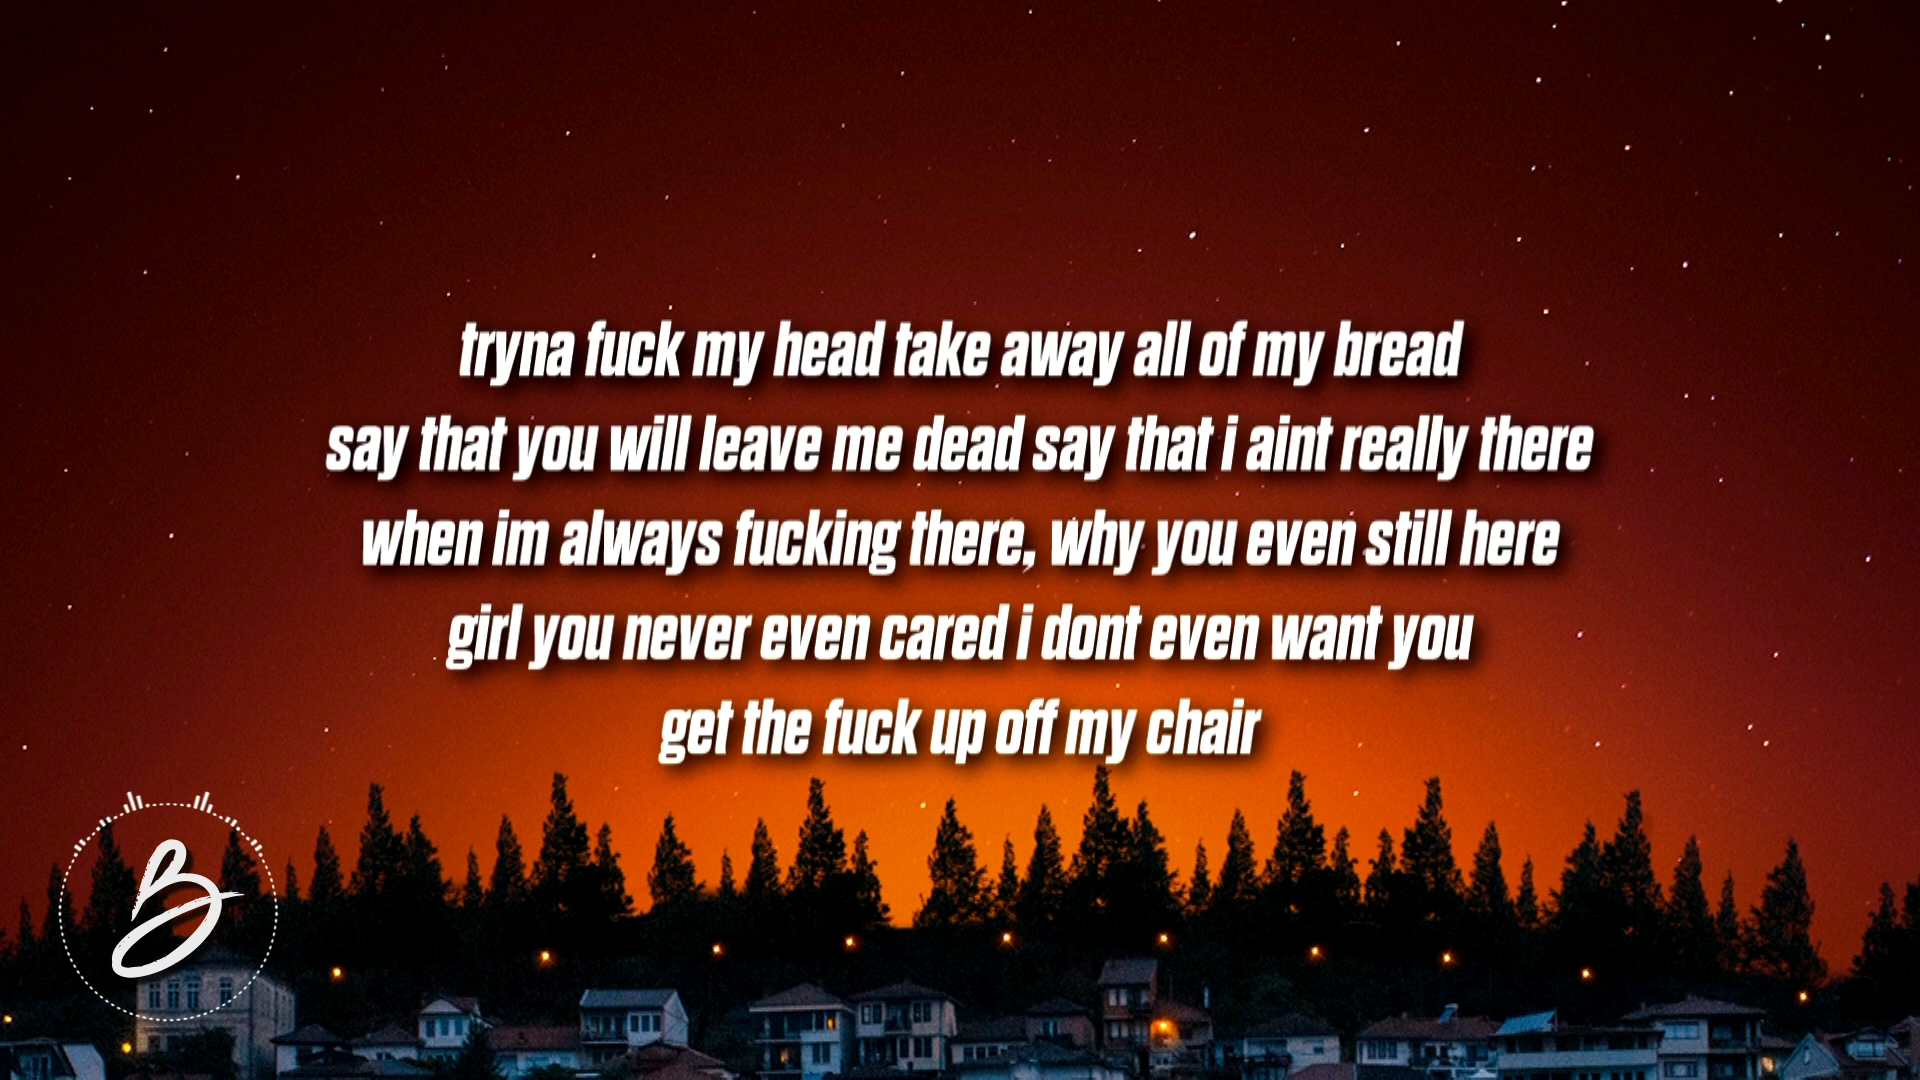 tryna fuck my head take away all of my bread
say that you will leave me dead say that i aint really there
when im always fucking there, why you even still here
girl you never even cared i dont even want you
get the fuck up off my chair
B